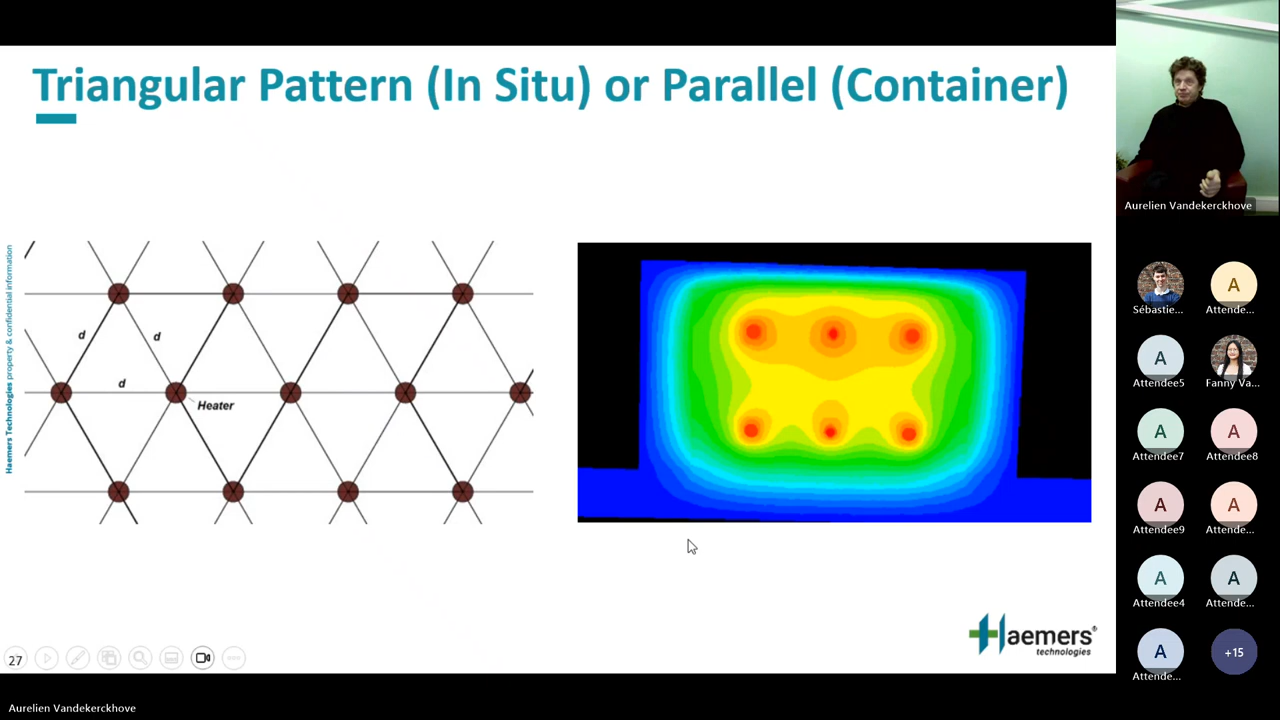 Triangular Pattern (In Situ) or Parallel (Container)
Haemers Technologies property & confidential information
d
d
d
Heater
Haemers®
technologies
27
Aurelien Vandekerckhove
Sébastie...
Attende...
A
Attendee5
A
Fanny Va...
Attendee7
A
Attendee8
A
Attendee9
A
Attende...
A
Attendee4
A
Attende...
A
Attende...
A
+15
Aurelien Vandekerckhove